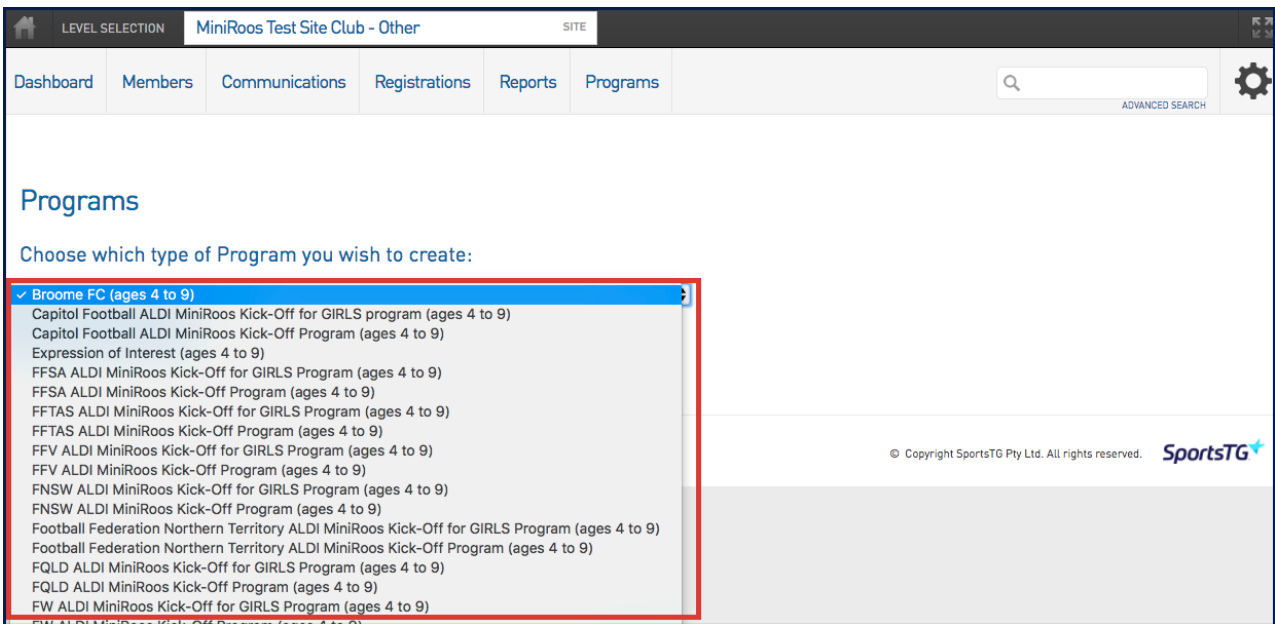 LEVEL SELECTION MiniRoos Test Site Club - Other SITE
Dashboard Members Communications Registrations Reports Programs
ADVANCED SEARCH
Programs
Choose which type of Program you wish to create:
✓ Broome FC (ages 4 to 9)
Capitol Football ALDI MiniRoos Kick-Off for GIRLS program (ages 4 to 9)
Capitol Football ALDI MiniRoos Kick-Off Program (ages 4 to 9)
Expression of Interest (ages 4 to 9)
FFSA ALDI MiniRoos Kick-Off for GIRLS Program (ages 4 to 9)
FFSA ALDI MiniRoos Kick-Off Program (ages 4 to 9)
FFTAS ALDI MiniRoos Kick-Off for GIRLS Program (ages 4 to 9)
FFTAS ALDI MiniRoos Kick-Off Program (ages 4 to 9)
FFV ALDI MiniRoos Kick-Off for GIRLS Program (ages 4 to 9)
FFV ALDI MiniRoos Kick-Off Program (ages 4 to 9)
FNSW ALDI MiniRoos Kick-Off for GIRLS Program (ages 4 to 9)
FNSW ALDI MiniRoos Kick-Off Program (ages 4 to 9)
Football Federation Northern Territory ALDI MiniRoos Kick-Off for GIRLS Program (ages 4 to 9)
Football Federation Northern Territory ALDI MiniRoos Kick-Off Program (ages 4 to 9)
FQLD ALDI MiniRoos Kick-Off for GIRLS Program (ages 4 to 9)
FQLD ALDI MiniRoos Kick-Off Program (ages 4 to 9)
FW ALDI MiniRoos Kick-Off for GIRLS Program (ages 4 to 9)
FW ALDI MiniRoos Kick-Off Program (ages 4 to 9)
© Copyright SportsTG Pty Ltd. All rights reserved. SportsTG